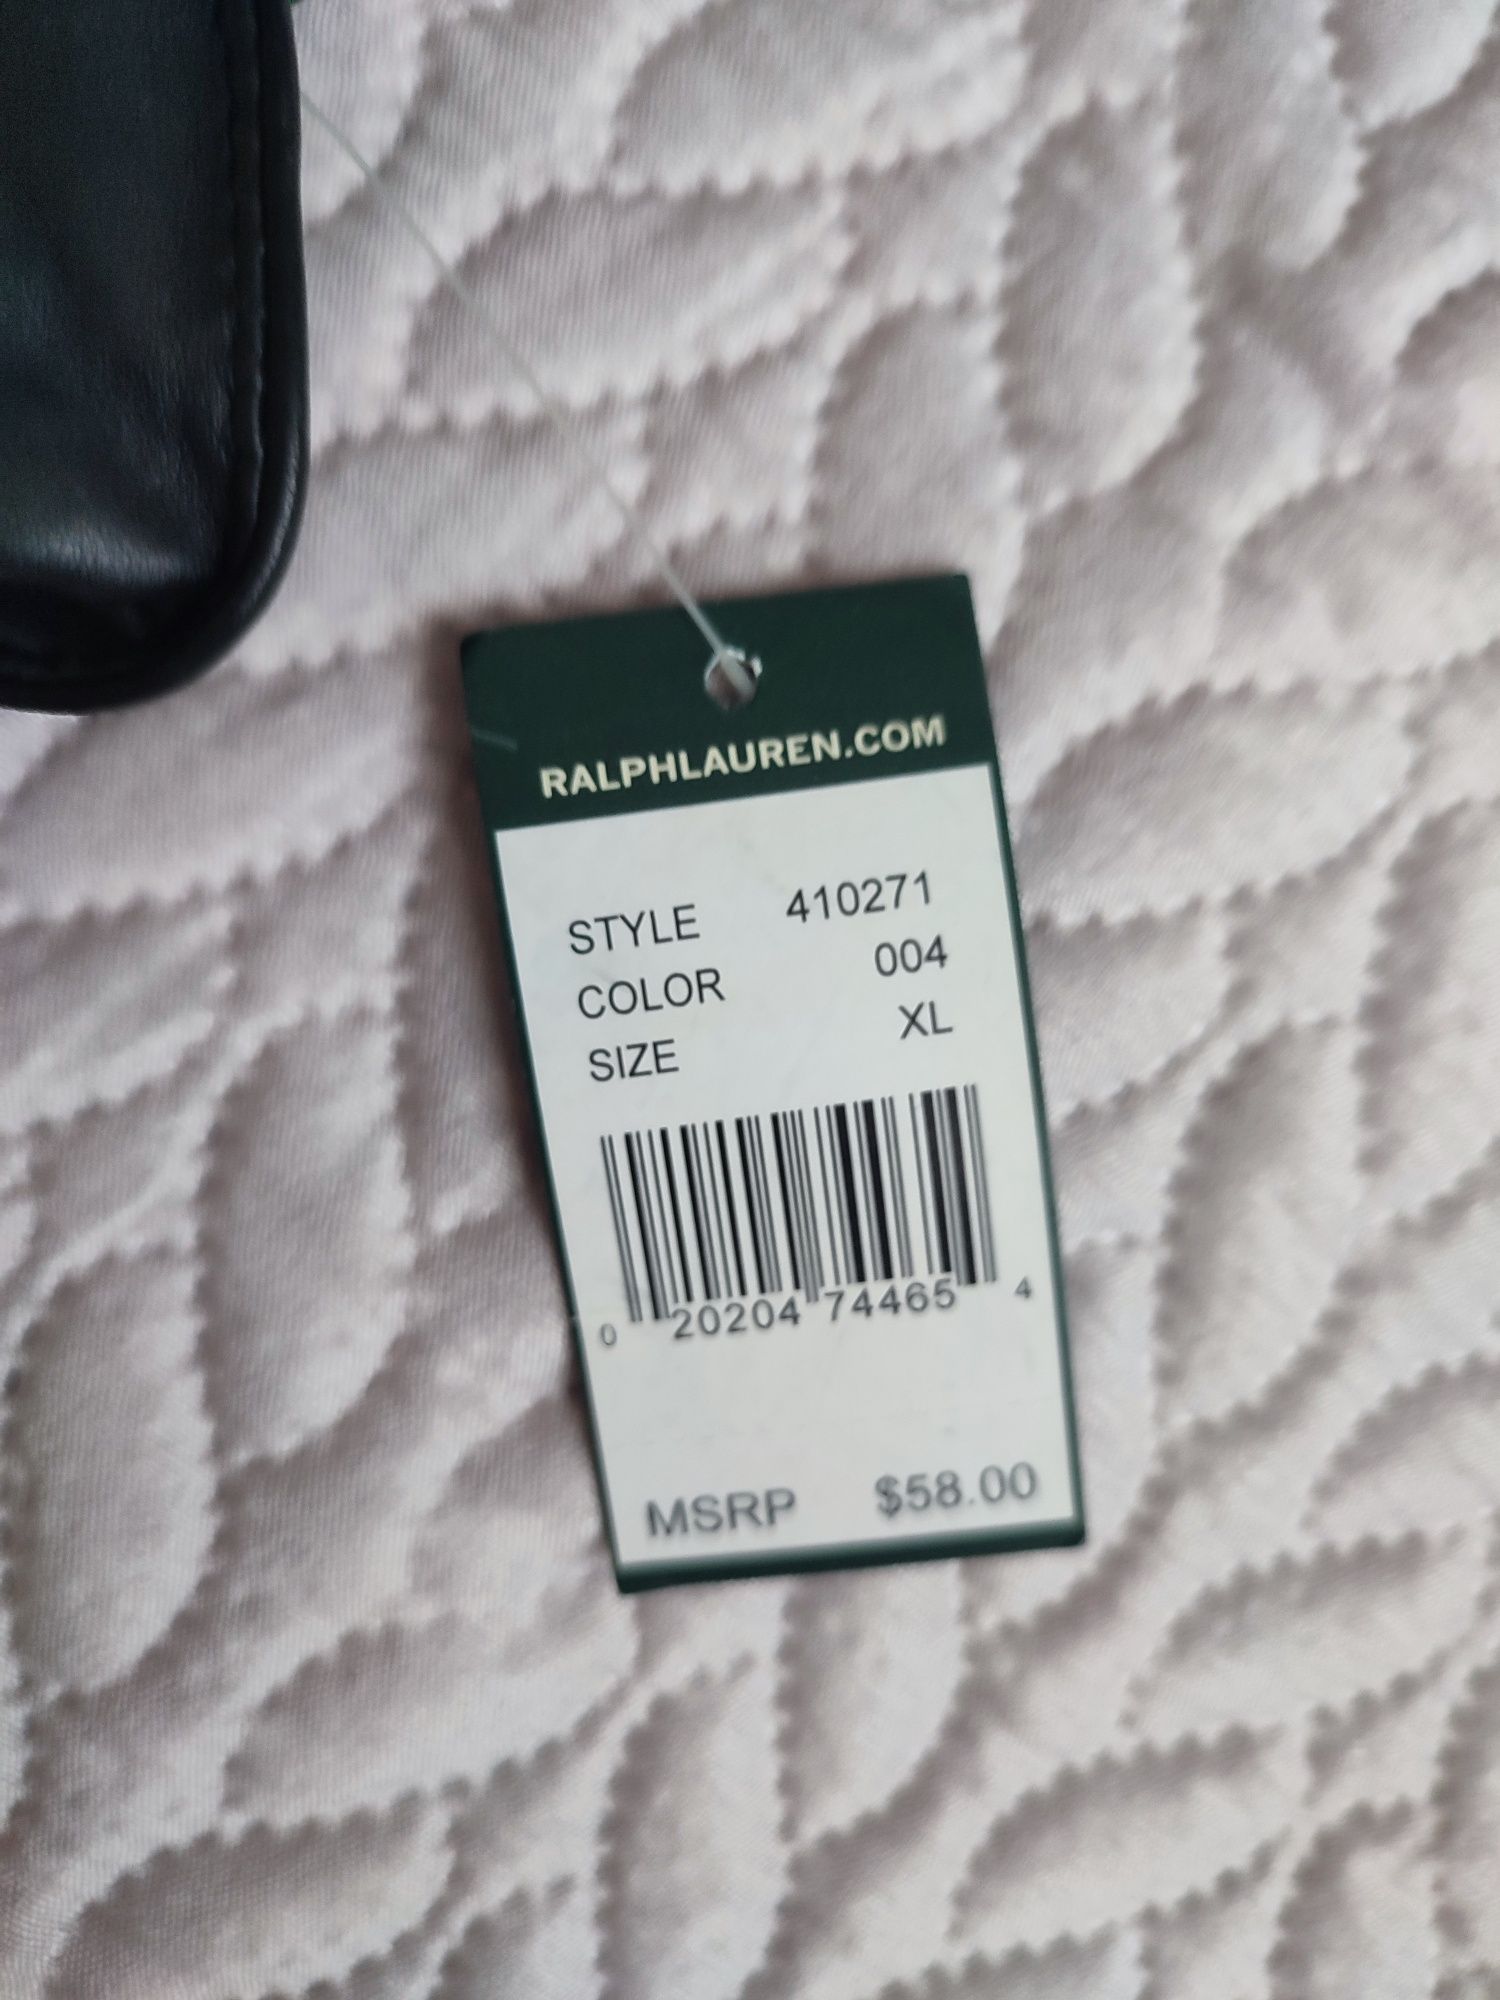 RALPHLAUREN.COM
STYLE 410271
COLOR 004
SIZE XL
0 20204 74465 4
MSRP $58.00